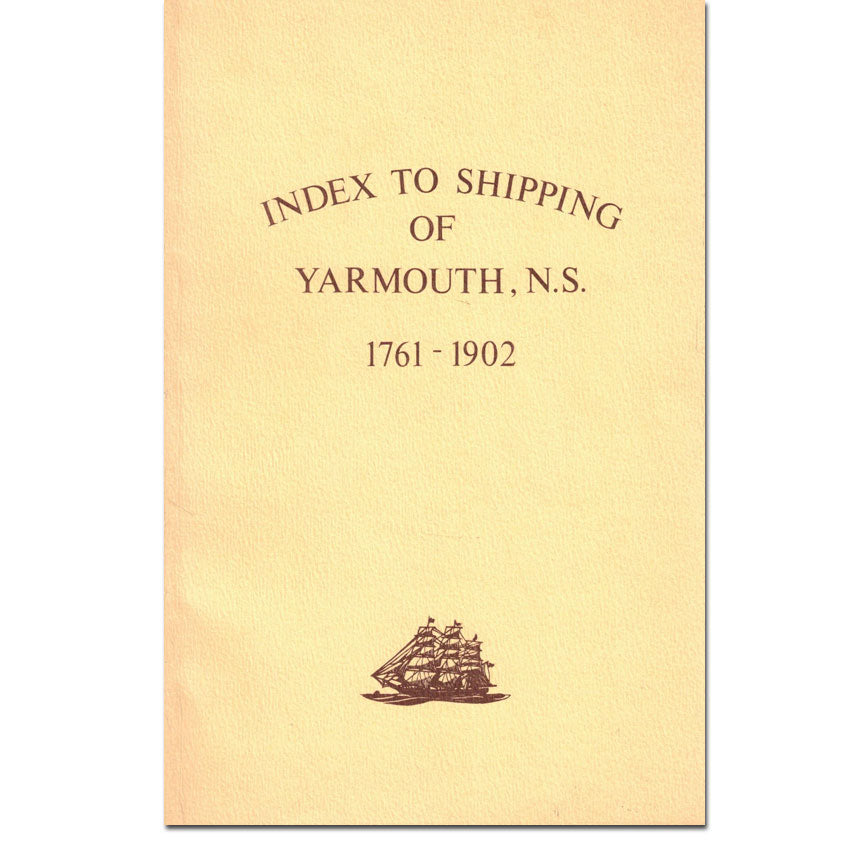 INDEX TO SHIPPING
OF
YARMOUTH, N.S.
1761 - 1902